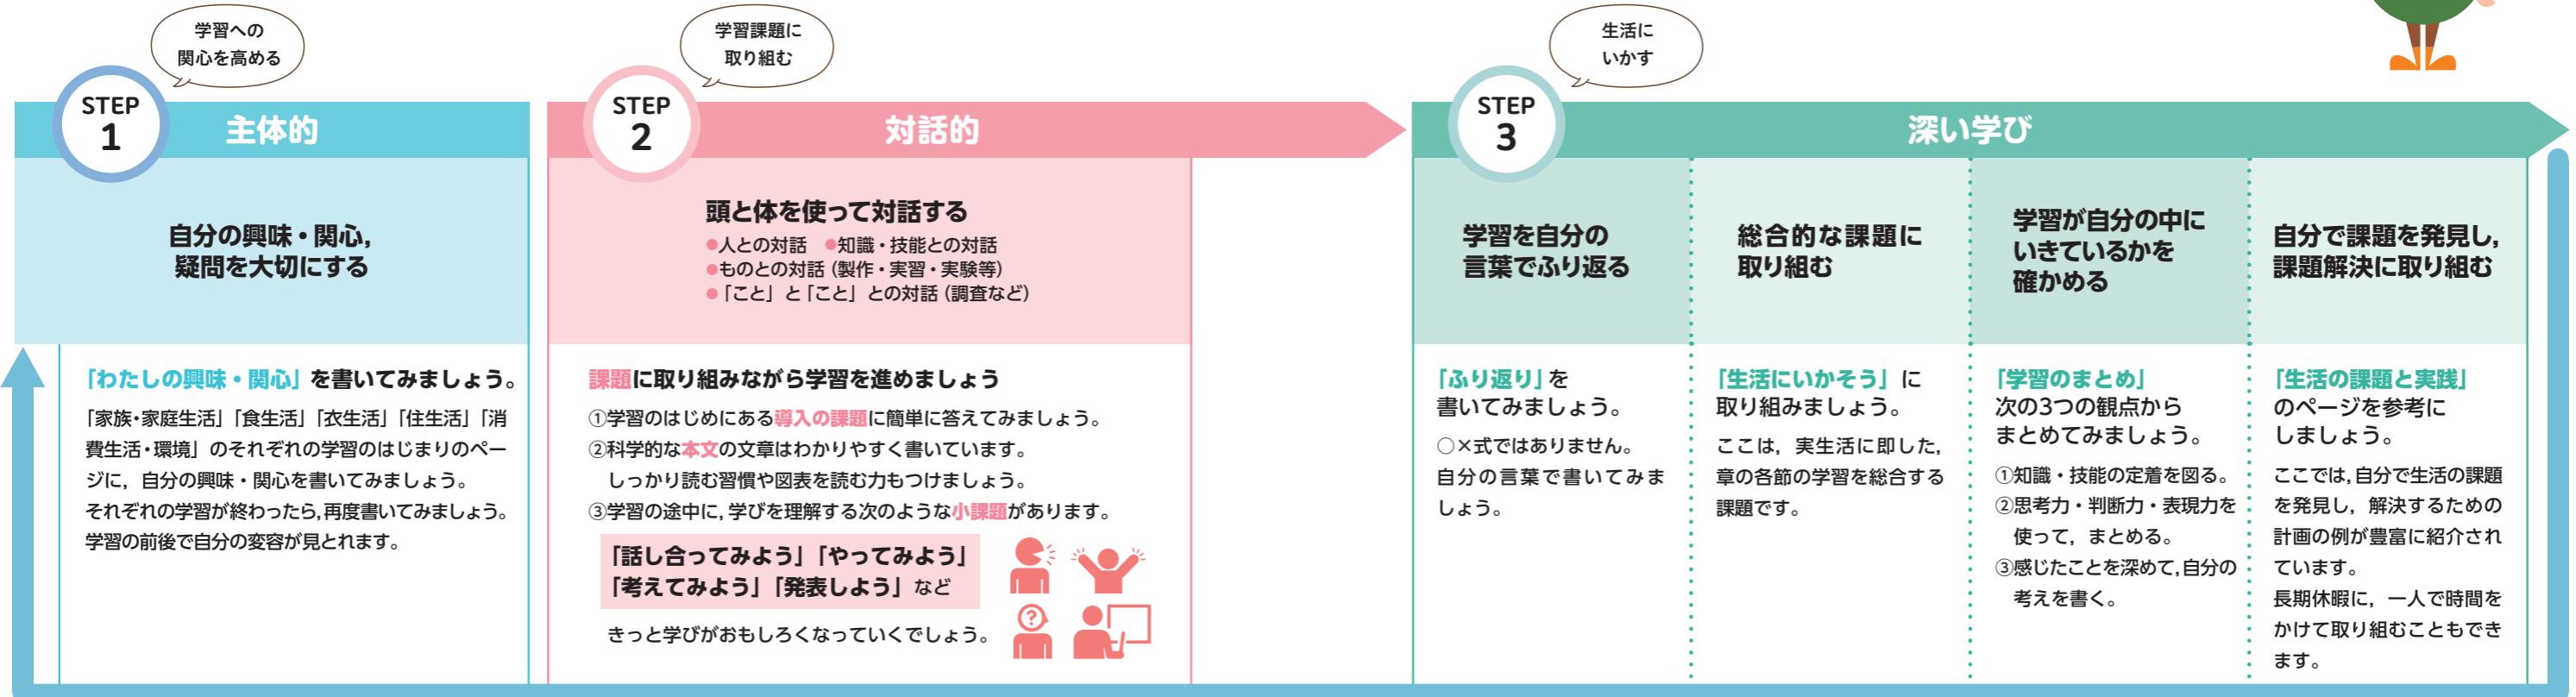 学習への
関心を高める
STEP
1
主体的
自分の興味・関心,
疑問を大切にする
「わたしの興味・関心」を書いてみましょう。
「家族・家庭生活」「食生活」「衣生活」「住生活」「消
費生活・環境」のそれぞれの学習のはじまりのペー
ジに，自分の興味・関心を書いてみましょう。
それぞれの学習が終わったら,再度書いてみましょう。
学習の前後で自分の変容が見とれます。
学習課題に
取り組む
STEP
2
対話的
頭と体を使って対話する
●人との対話　●知識・技能との対話
●ものとの対話（製作・実習・実験等）
●「こと」と「こと」との対話（調査など）
課題に取り組みながら学習を進めましょう
①学習のはじめにある導入の課題に簡単に答えてみましょう。
②科学的な本文の文章はわかりやすく書いています。
しっかり読む習慣や図表を読む力もつけましょう。
③学習の途中に,学びを理解する次のような小課題があります。
「話し合ってみよう」「やってみよう」
「考えてみよう」「発表しよう」など
?
きっと学びがおもしろくなっていくでしょう。
生活に
いかす
STEP
3
深い学び
学習を自分の
言葉でふり返る
「ふり返り」を
書いてみましょう。
○×式ではありません。
自分の言葉で書いてみま
しょう。
総合的な課題に
取り組む
「生活にいかそう」に
取り組みましょう。
ここは，実生活に即した,
章の各節の学習を総合する
課題です。
学習が自分の中に
いきているかを
確かめる
「学習のまとめ」
次の3つの観点から
まとめてみましょう。
①知識・技能の定着を図る。
②思考力・判断力・表現力を
使って，まとめる。
③感じたことを深めて,自分の
考えを書く。
自分で課題を発見し,
課題解決に取り組む
「生活の課題と実践」
のページを参考に
しましょう。
ここでは,自分で生活の課題
を発見し，解決するための
計画の例が豊富に紹介され
ています。
長期休暇に，一人で時間を
かけて取り組むこともでき
ます。